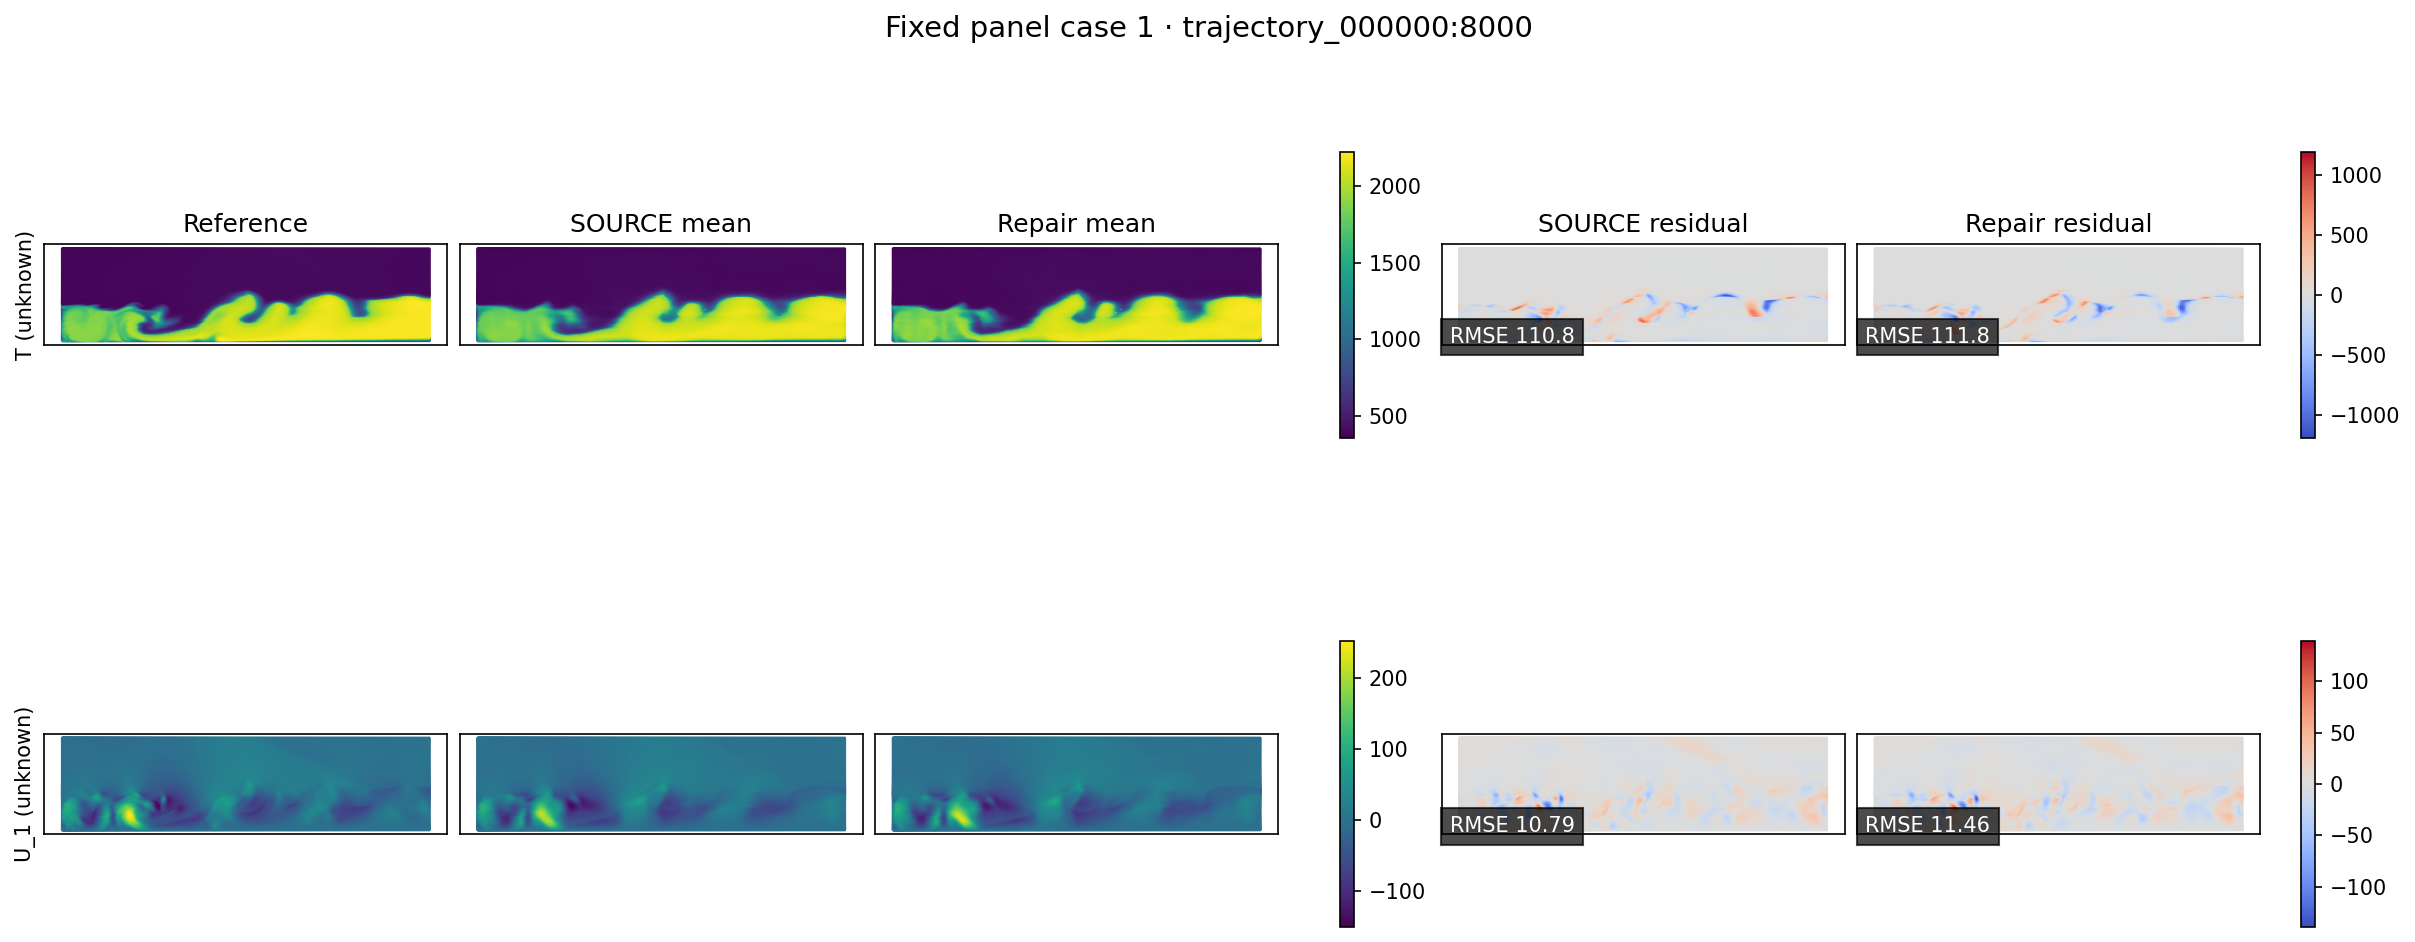 Fixed panel case 1 · trajectory_000000:8000
Reference
SOURCE mean
Repair mean
SOURCE residual
Repair residual
T (unknown)
2000
1500
1000
500
RMSE 110.8
RMSE 111.8
1000
500
0
−500
−1000
U_1 (unknown)
200
100
0
−100
RMSE 10.79
RMSE 11.46
100
50
0
−50
−100